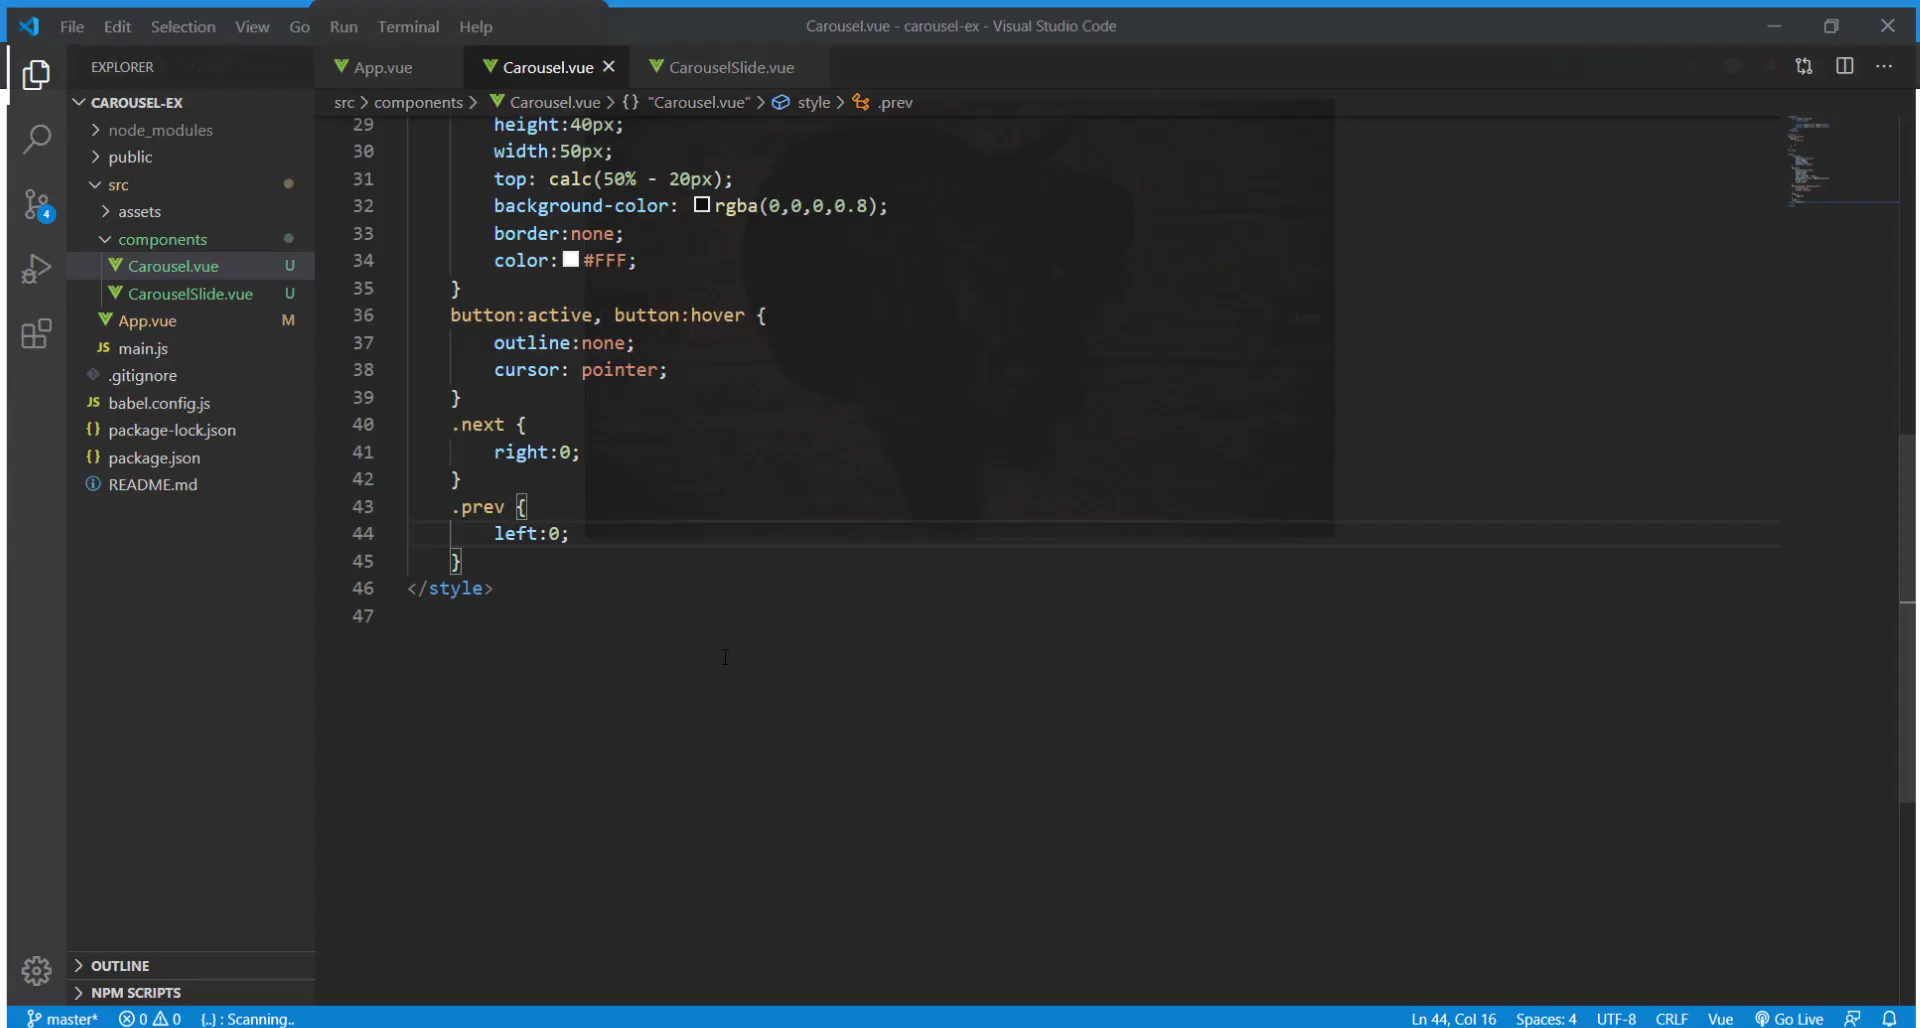 File Edit Selection View Go Run Terminal Help
Carousel.vue - carousel-ex - Visual Studio Code
EXPLORER
App.vue
Carousel.vue
CarouselSlide.vue
CAROUSEL-EX
node_modules
public
src
assets
components
Carousel.vue U
CarouselSlide.vue U
App.vue M
JS main.js
.gitignore
JS babel.config.js
{} package-lock.json
{} package.json
README.md
OUTLINE
NPM SCRIPTS
4
src > components > Carousel.vue > {} "Carousel.vue" > style > .prev
29 height:40px;
30 width:50px;
31 top: calc(50% - 20px);
32 background-color: rgba(0,0,0,0.8);
33 border:none;
34 color: #FFF;
35 }
36 button:active, button:hover {
37 outline:none;
38 cursor: pointer;
39 }
40 .next {
41 right:0;
42 }
43 .prev {
44 left:0;
45 }
46 </style>
47
master* 0 0 {..} : Scanning..
Ln 44, Col 16 Spaces: 4 UTF-8 CRLF Vue Go Live